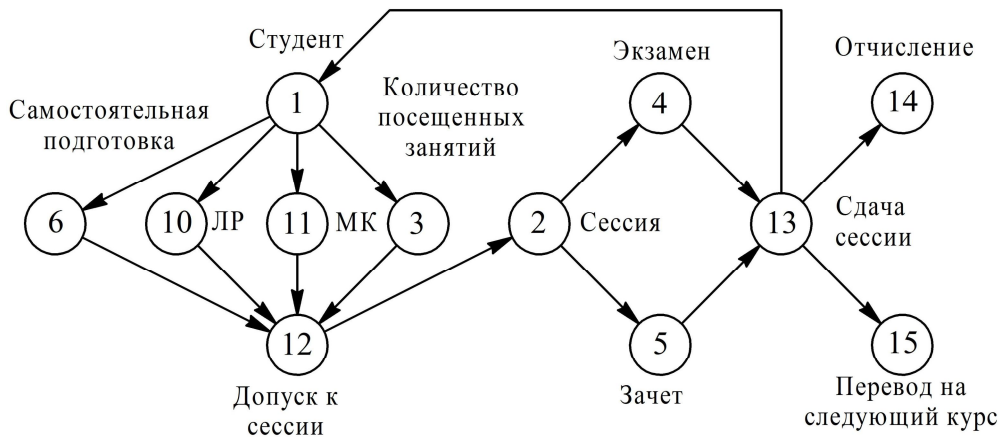 Студент
1
Самостоятельная
подготовка
Количество
посещенных
занятий
6
10
ЛР
11
МК
3
12
Допуск к
сессии
2
Сессия
Экзамен
4
5
Зачет
13
Сдача
сессии
Отчисление
14
15
Перевод на
следующий курс